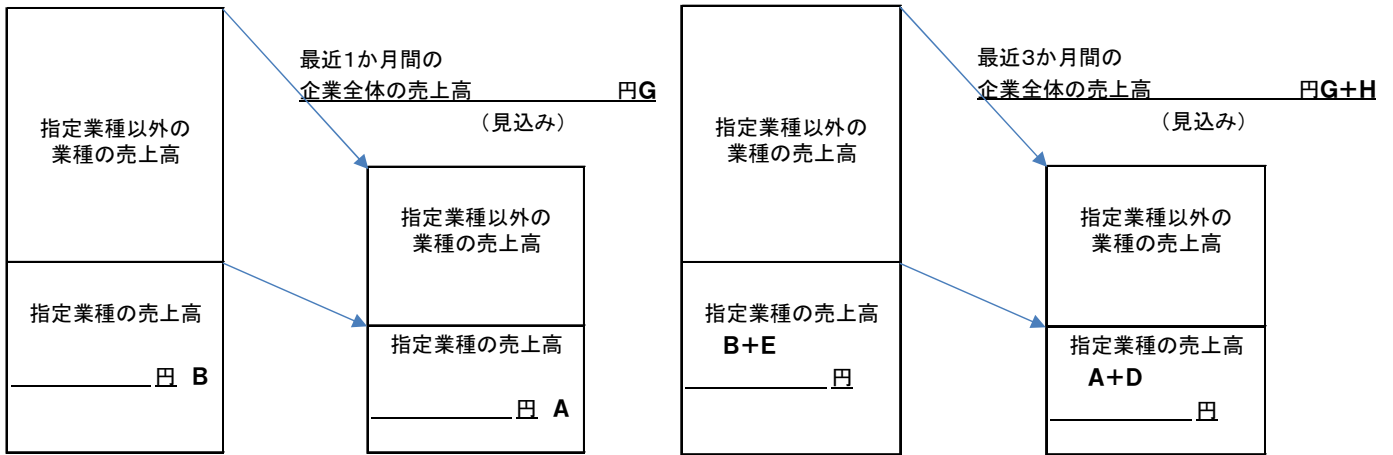 指定業種以外の
業種の売上高
指定業種の売上高
円 B
最近1か月間の
企業全体の売上高 円G
（見込み）
指定業種以外の
業種の売上高
指定業種の売上高
円 A
指定業種以外の
業種の売上高
指定業種の売上高
B+E
円
最近3か月間の
企業全体の売上高 円G+H
（見込み）
指定業種以外の
業種の売上高
指定業種の売上高
A+D
円